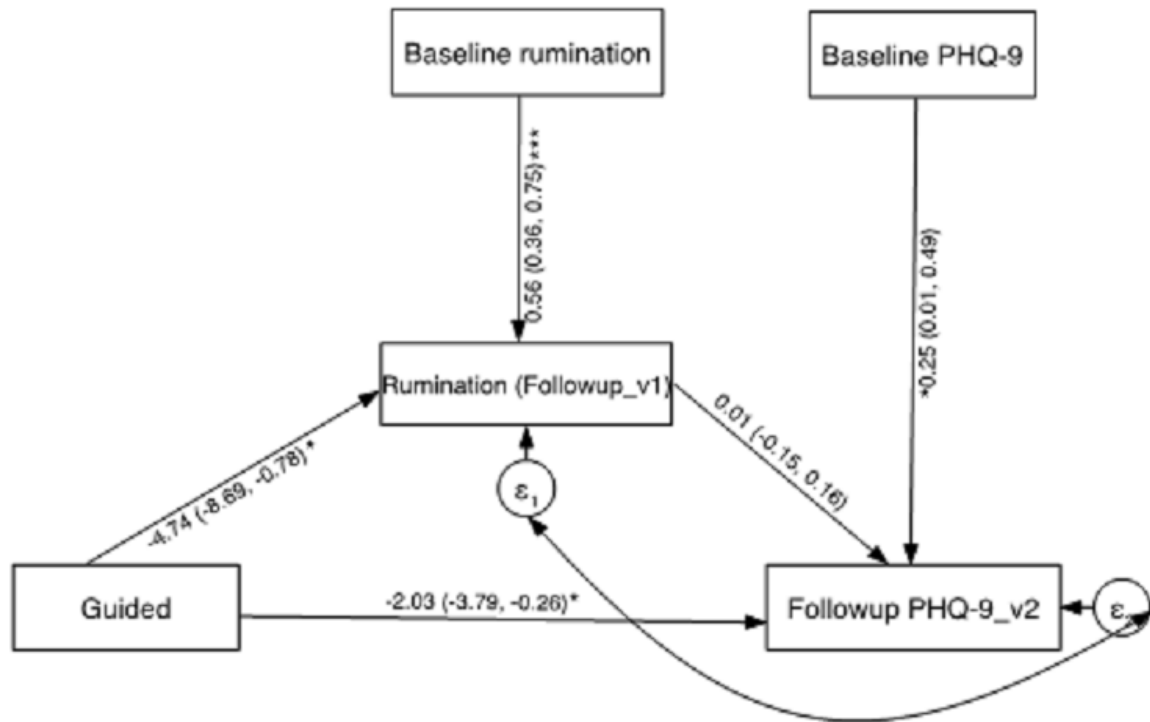 Baseline rumination
Baseline PHQ-9
0.56 (0.36, 0.75)***
*0.25 (0.01, 0.49)
Rumination (Followup_v1)
-4.74 (-8.69, -0.78)*
0.01 (-0.15, 0.16)
ε1
Guided
-2.03 (-3.79, -0.26)*
Followup PHQ-9_v2
ε2